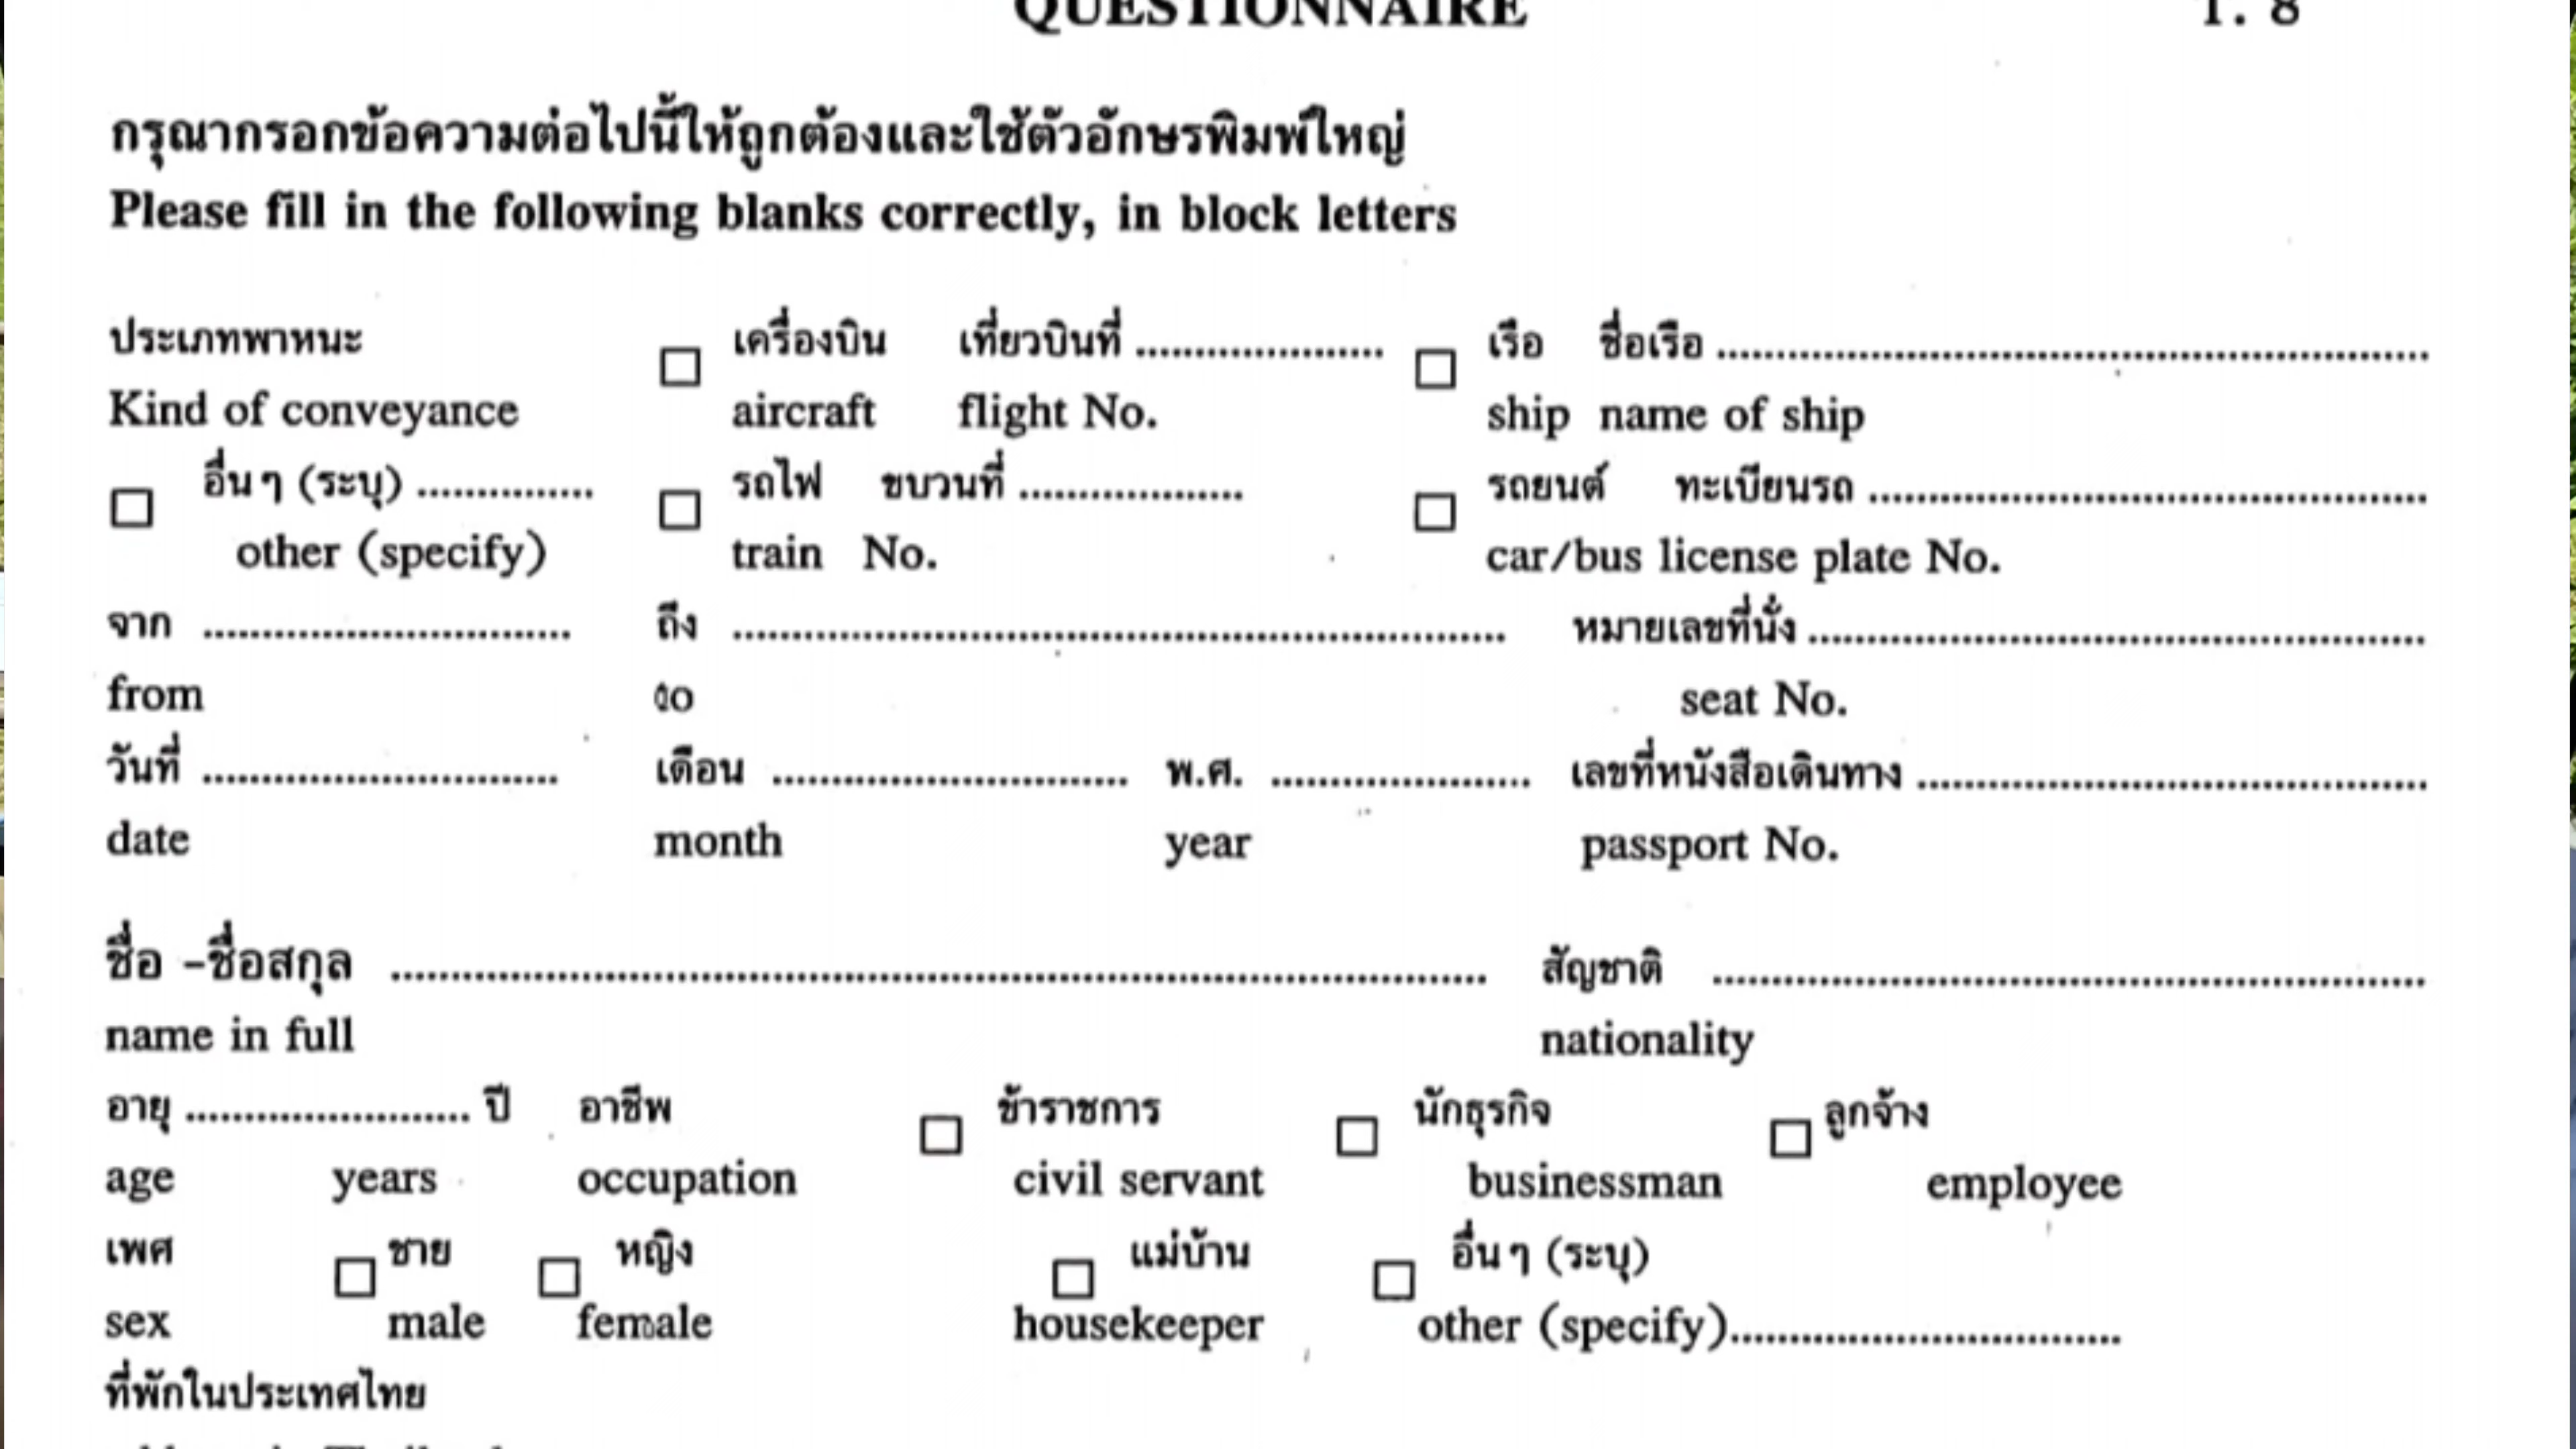 QUESTIONNAIRE T. 8
กรุณากรอกข้อความต่อไปนี้ให้ถูกต้องและใช้ตัวอักษรพิมพ์ใหญ่
Please fill in the following blanks correctly, in block letters
ประเภทพาหนะ เครื่องบิน เที่ยวบินที่ ..................... เรือ ชื่อเรือ ............................................................
Kind of conveyance aircraft flight No. ship name of ship
อื่นๆ (ระบุ) ............... รถไฟ ขบวนที่ ................... รถยนต์ ทะเบียนรถ ...............................................
other (specify) train No. car/bus license plate No.
จาก ............................... ถึง ................................................................. หมายเลขที่นั่ง ....................................................
from to seat No.
วันที่ .............................. เดือน .............................. พ.ศ. ...................... เลขที่หนังสือเดินทาง ...........................................
date month year passport No.
ชื่อ -ชื่อสกุล ............................................................................................. สัญชาติ ............................................................
name in full nationality
อายุ ........................ ปี อาชีพ ข้าราชการ นักธุรกิจ ลูกจ้าง
age years occupation civil servant businessman employee
เพศ ชาย หญิง แม่บ้าน อื่นๆ (ระบุ)
sex male female housekeeper other (specify).................................
ที่พักในประเทศไทย